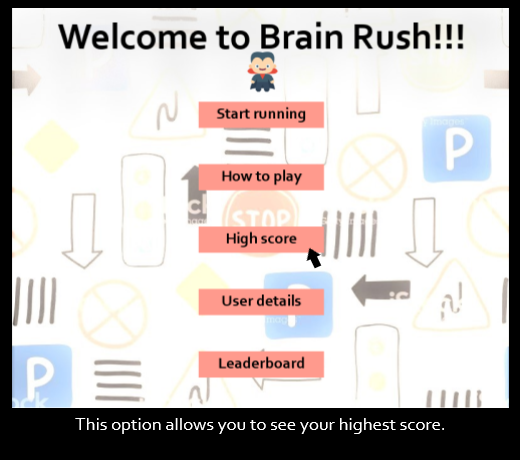 Welcome to Brain Rush!!!
Start running
How to play
P
STOP
High score
User details
P
Leaderboard
P
This option allows you to see your highest score.